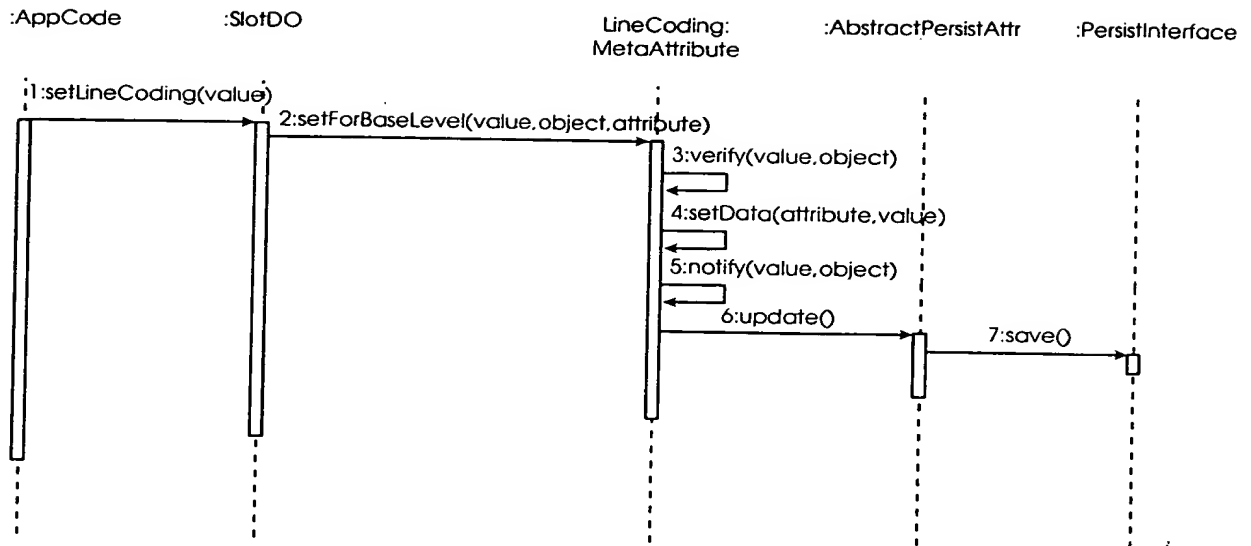 :AppCode
:SlotDO
LineCoding:
MetaAttribute
:AbstractPersistAttr
:PersistInterface
1:setLineCoding(value)
2:setForBaseLevel(value,object,attribute)
3:verify(value,object)
4:setData(attribute,value)
5:notify(value,object)
6:update()
7:save()